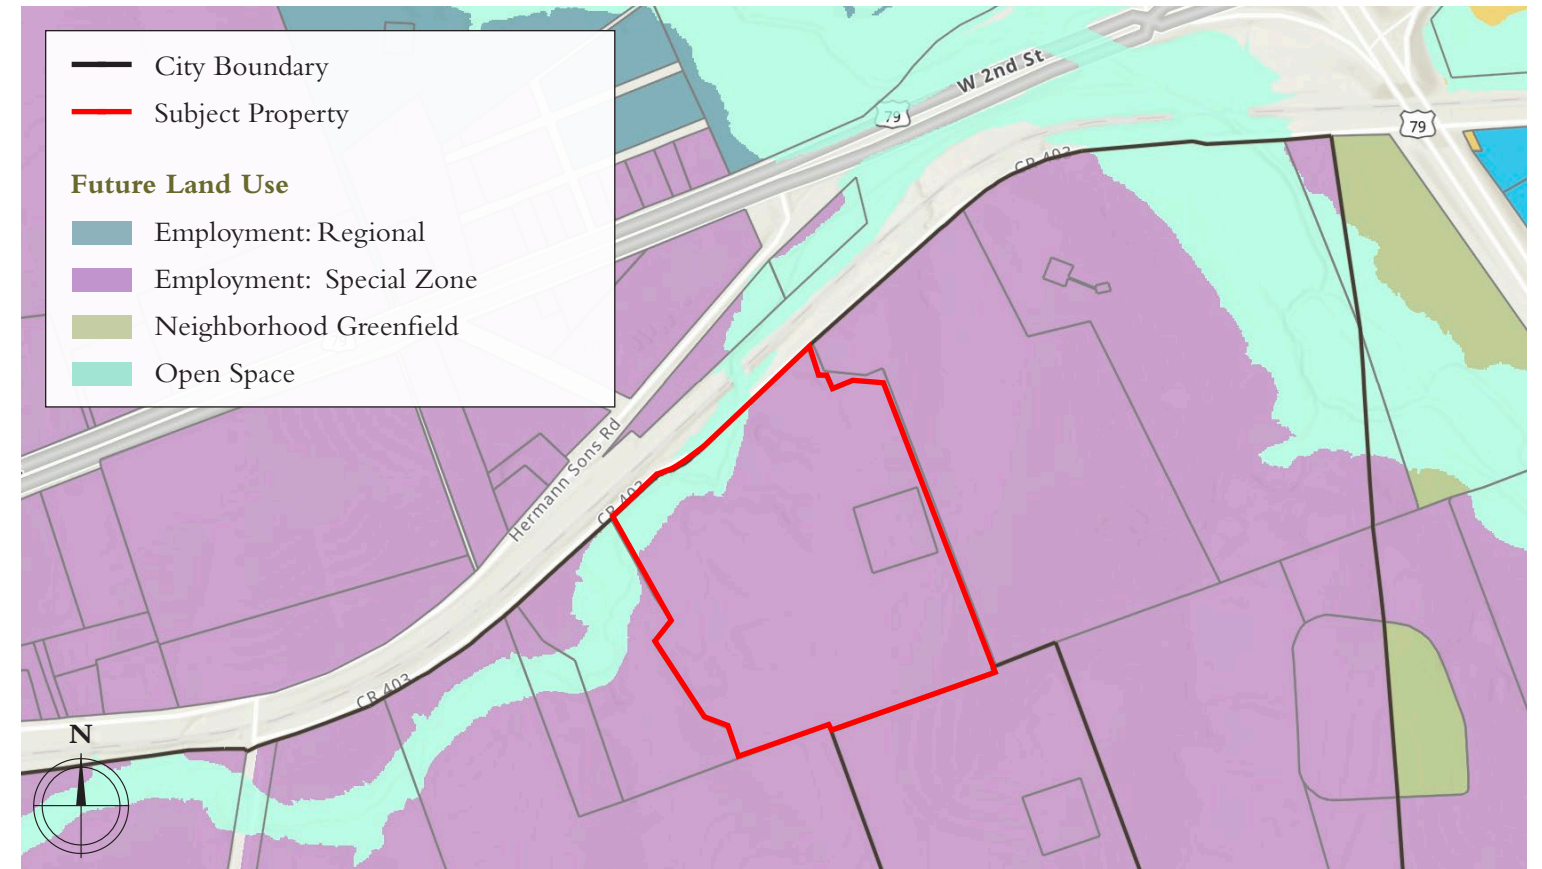 City Boundary
Subject Property
Future Land Use
Employment: Regional
Employment: Special Zone
Neighborhood Greenfield
Open Space
W 2nd St
79
79
CR 403
79
Hermann Sons Rd
CR 403
CR 403
N